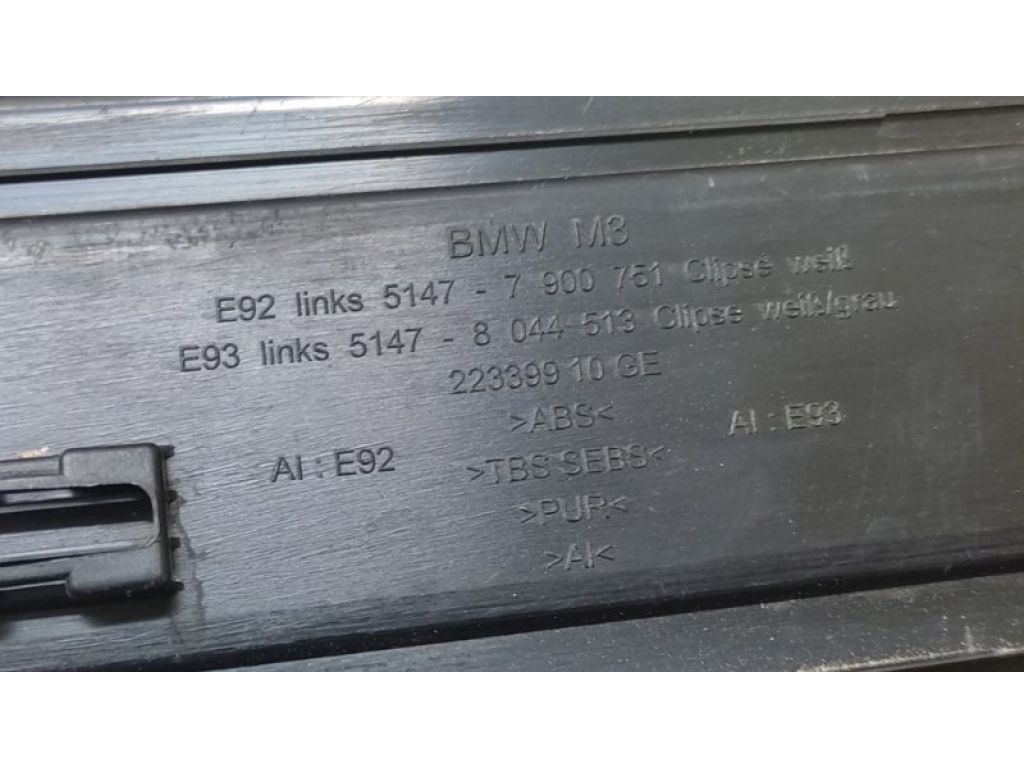 BMW M3
E92 links 5147 - 7 900 751 Clipse weiß
E93 links 5147 - 8 044 513 Clipse weiß/grau
223399 10 GE
>ABS<
AI : E92
AI : E93
>TBS SEBS<
>PUR<
>AI<